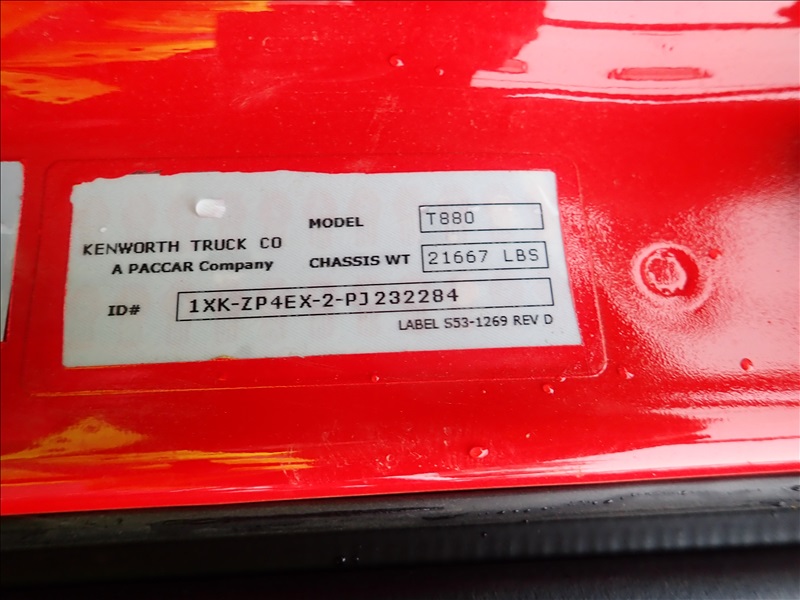 KENWORTH TRUCK CO
A PACCAR Company
MODEL T880
CHASSIS WT 21667 LBS
ID# 1XK-ZP4EX-2-PJ232284
LABEL S53-1269 REV D